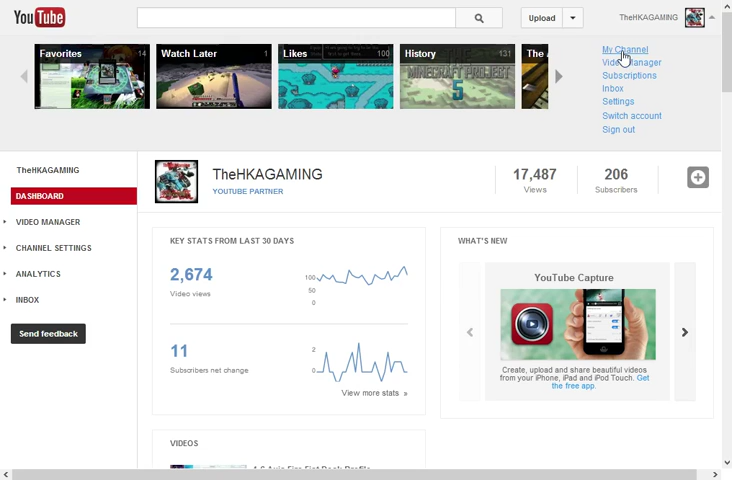 YouTube
Upload
TheHKAGAMING
Favorites 14
Watch Later 1
Likes 100
History 131
The
THE MINECRAFT PROJECT
5
My Channel
Video Manager
Subscriptions
Inbox
Settings
Switch account
Sign out
TheHKAGAMING
DASHBOARD
VIDEO MANAGER
CHANNEL SETTINGS
ANALYTICS
INBOX
Send feedback
TheHKAGAMING
YOUTUBE PARTNER
17,487
Views
206
Subscribers
KEY STATS FROM LAST 30 DAYS
2,674
Video views
100
50
0
11
Subscribers net change
2
0
View more stats »
WHAT'S NEW
YouTube Capture
Create, upload and share beautiful videos
from your iPhone, iPad and iPod Touch. Get
the free app.
VIDEOS